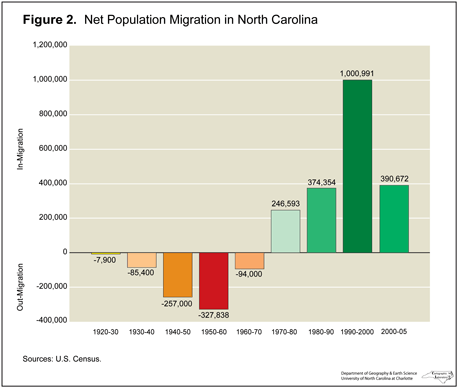 Figure 2. Net Population Migration in North Carolina
1,200,000
1,000,000
800,000
600,000
400,000
200,000
0
-200,000
-400,000
In-Migration
Out-Migration
-7,900
-85,400
-257,000
-327,838
-94,000
246,593
374,354
1,000,991
390,672
1920-30 1930-40 1940-50 1950-60 1960-70 1970-80 1980-90 1990-2000 2000-05
Sources: U.S. Census.
Department of Geography & Earth Science
University of North Carolina at Charlotte